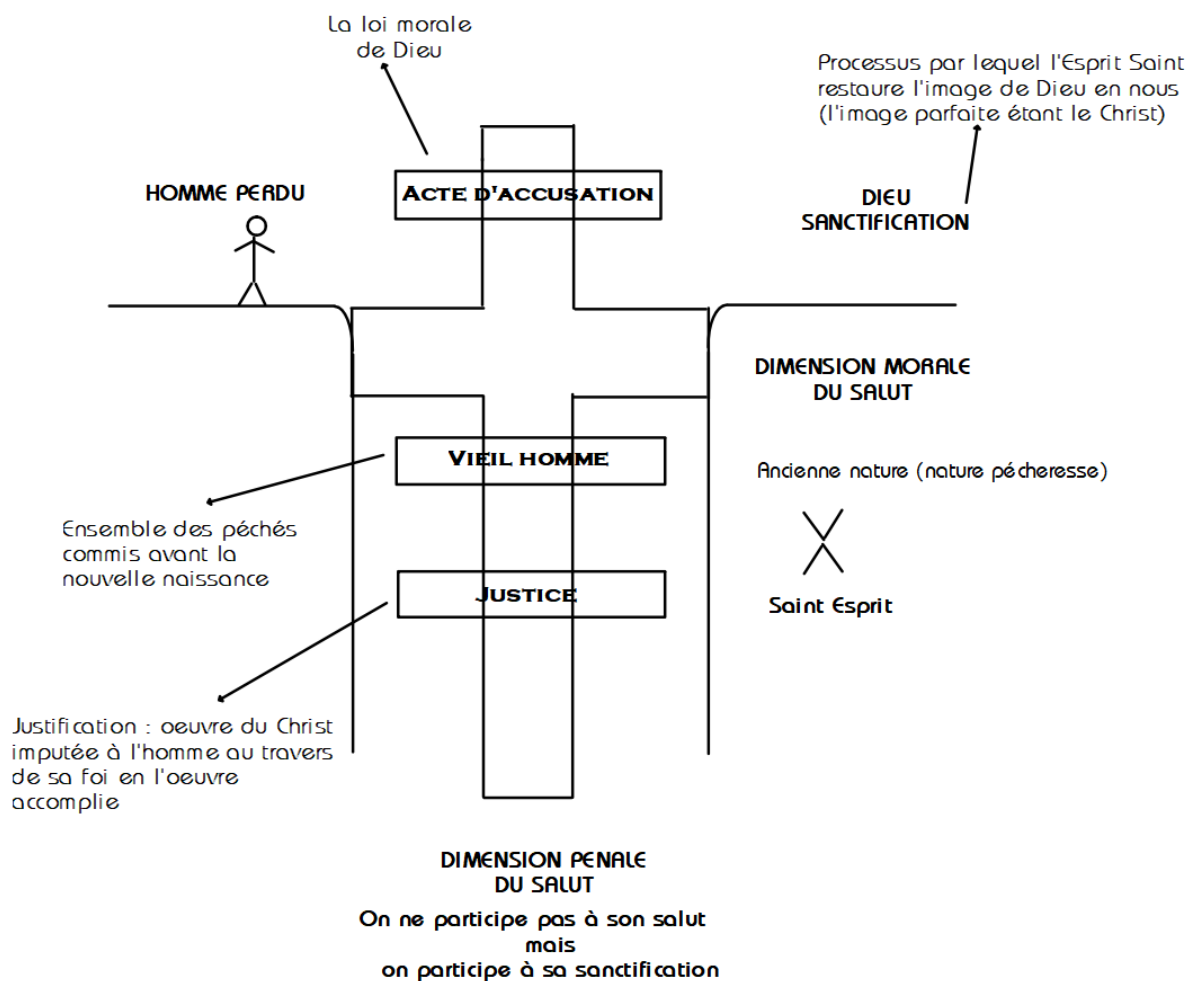 La loi morale
de Dieu
Processus par lequel l'Esprit Saint
restaure l'image de Dieu en nous
(l'image parfaite étant le Christ)
HOMME PERDU
ACTE D'ACCUSATION
DIEU
SANCTIFICATION
DIMENSION MORALE
DU SALUT
VIEIL HOMME
Ancienne nature (nature pécheresse)
Ensemble des péchés
commis avant la
nouvelle naissance
JUSTICE
Saint Esprit
Justification : oeuvre du Christ
imputée à l'homme au travers
de sa foi en l'oeuvre
accomplie
DIMENSION PENALE
DU SALUT
On ne participe pas à son salut
mais
on participe à sa sanctification